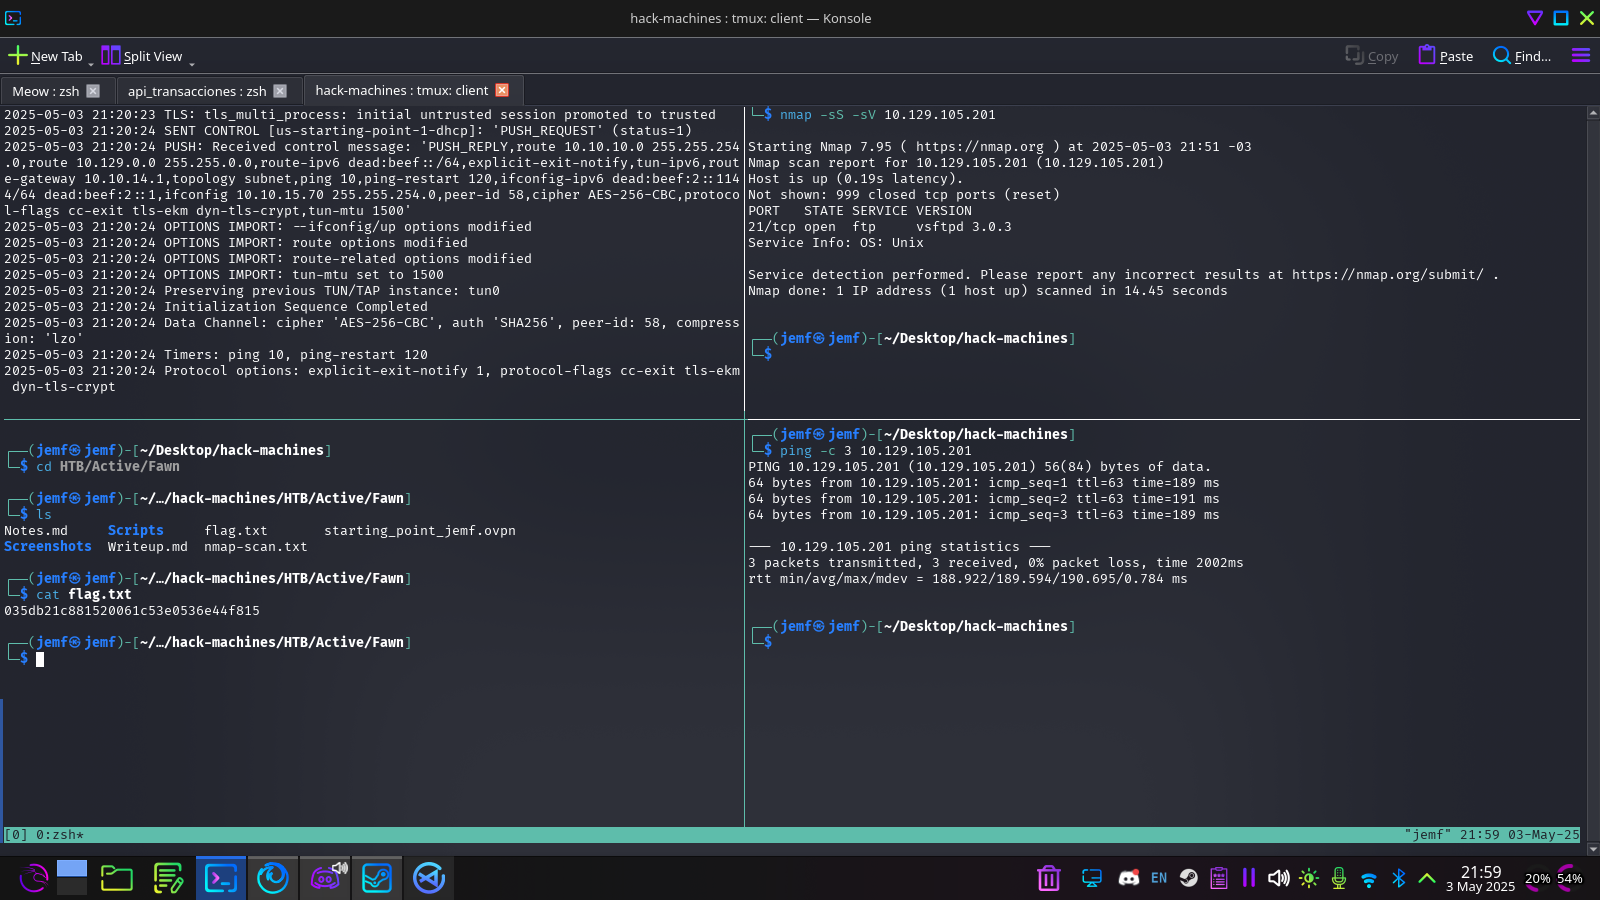 hack-machines : tmux: client — Konsole
New Tab
Split View
Copy
Paste
Find...
Meow : zsh
api_transacciones : zsh
hack-machines : tmux: client
2025-05-03 21:20:23 TLS: tls_multi_process: initial untrusted session promoted to trusted
2025-05-03 21:20:24 SENT CONTROL [us-starting-point-1-dhcp]: 'PUSH_REQUEST' (status=1)
2025-05-03 21:20:24 PUSH: Received control message: 'PUSH_REPLY,route 10.10.10.0 255.255.254
.0,route 10.129.0.0 255.255.0.0,route-ipv6 dead:beef::/64,explicit-exit-notify,tun-ipv6,rout
e-gateway 10.10.14.1,topology subnet,ping 10,ping-restart 120,ifconfig-ipv6 dead:beef:2::114
4/64 dead:beef:2::1,ifconfig 10.10.15.70 255.255.254.0,peer-id 58,cipher AES-256-CBC,protoco
l-flags cc-exit tls-ekm dyn-tls-crypt,tun-mtu 1500'
2025-05-03 21:20:24 OPTIONS IMPORT: --ifconfig/up options modified
2025-05-03 21:20:24 OPTIONS IMPORT: route options modified
2025-05-03 21:20:24 OPTIONS IMPORT: route-related options modified
2025-05-03 21:20:24 OPTIONS IMPORT: tun-mtu set to 1500
2025-05-03 21:20:24 Preserving previous TUN/TAP instance: tun0
2025-05-03 21:20:24 Initialization Sequence Completed
2025-05-03 21:20:24 Data Channel: cipher 'AES-256-CBC', auth 'SHA256', peer-id: 58, compress
ion: 'lzo'
2025-05-03 21:20:24 Timers: ping 10, ping-restart 120
2025-05-03 21:20:24 Protocol options: explicit-exit-notify 1, protocol-flags cc-exit tls-ekm
dyn-tls-crypt
└─$ nmap -sS -sV 10.129.105.201
Starting Nmap 7.95 ( https://nmap.org ) at 2025-05-03 21:51 -03
Nmap scan report for 10.129.105.201 (10.129.105.201)
Host is up (0.19s latency).
Not shown: 999 closed tcp ports (reset)
PORT   STATE SERVICE VERSION
21/tcp open  ftp     vsftpd 3.0.3
Service Info: OS: Unix
Service detection performed. Please report any incorrect results at https://nmap.org/submit/ .
Nmap done: 1 IP address (1 host up) scanned in 14.45 seconds
┌──(jemf㉿jemf)-[~/Desktop/hack-machines]
└─$
┌──(jemf㉿jemf)-[~/Desktop/hack-machines]
└─$ cd HTB/Active/Fawn
┌──(jemf㉿jemf)-[~/…/hack-machines/HTB/Active/Fawn]
└─$ ls
Notes.md     Scripts     flag.txt       starting_point_jemf.ovpn
Screenshots  Writeup.md  nmap-scan.txt
┌──(jemf㉿jemf)-[~/…/hack-machines/HTB/Active/Fawn]
└─$ cat flag.txt
035db21c881520061c53e0536e44f815
┌──(jemf㉿jemf)-[~/…/hack-machines/HTB/Active/Fawn]
└─$
┌──(jemf㉿jemf)-[~/Desktop/hack-machines]
└─$ ping -c 3 10.129.105.201
PING 10.129.105.201 (10.129.105.201) 56(84) bytes of data.
64 bytes from 10.129.105.201: icmp_seq=1 ttl=63 time=189 ms
64 bytes from 10.129.105.201: icmp_seq=2 ttl=63 time=191 ms
64 bytes from 10.129.105.201: icmp_seq=3 ttl=63 time=189 ms
--- 10.129.105.201 ping statistics ---
3 packets transmitted, 3 received, 0% packet loss, time 2002ms
rtt min/avg/max/mdev = 188.922/189.594/190.695/0.784 ms
┌──(jemf㉿jemf)-[~/Desktop/hack-machines]
└─$
[0] 0:zsh*
"jemf" 21:59 03-May-25
EN
21:59
3 May 2025
20%
54%